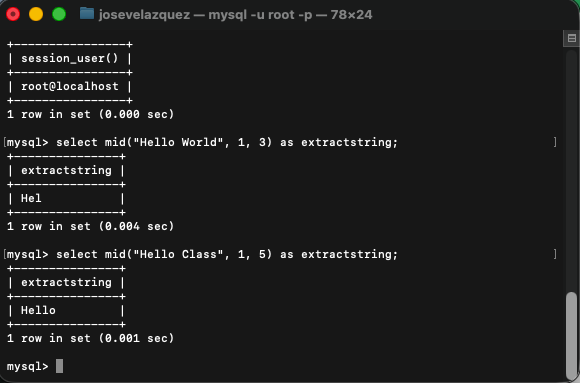 josevelazquez — mysql -u root -p — 78×24
+----------------+
| session_user() |
+----------------+
| root@localhost |
+----------------+
1 row in set (0.000 sec)
[mysql> select mid("Hello World", 1, 3) as extractstring; ]
+---------------+
| extractstring |
+---------------+
| Hel           |
+---------------+
1 row in set (0.004 sec)
[mysql> select mid("Hello Class", 1, 5) as extractstring; ]
+---------------+
| extractstring |
+---------------+
| Hello         |
+---------------+
1 row in set (0.001 sec)
mysql>